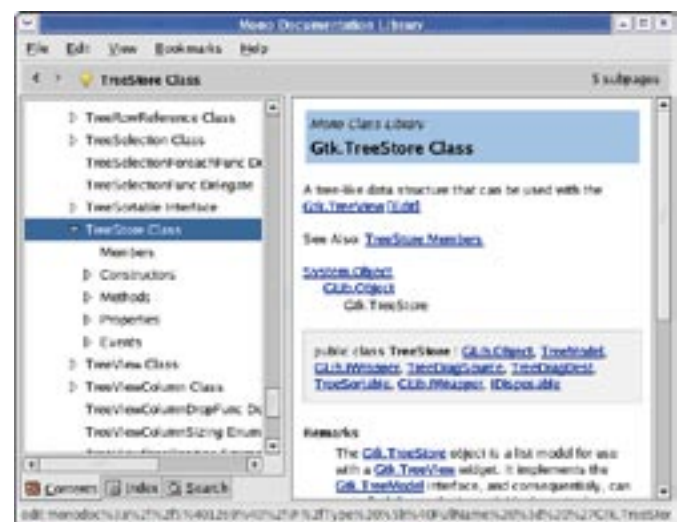 Mono Documentation Library
File Edit View Bookmarks Help
TreeStore Class 5 subpages
TreeRowReference Class
TreeSelection Class
TreeSelectionForeachFunc De
TreeSelectionFunc Delegate
TreeSortable Interface
TreeStore Class
Members
Constructors
Methods
Properties
Events
TreeView Class
TreeViewColumn Class
TreeViewColumnDropFunc De
TreeViewColumnSizing Enum
Contents Index Search
Mono Class Library
Gtk.TreeStore Class
A tree-like data structure that can be used with the
Gtk.TreeView [Edit]
See Also: TreeStore Members
System.Object
GLib.Object
Gtk.TreeStore
public class TreeStore : GLib.Object, TreeModel,
GLib.IWrapper, TreeDragSource, TreeDragDest,
TreeSortable, GLib.IWrapper, IDisposable
Remarks
The Gtk.TreeStore object is a list model for use
with a Gtk.TreeView widget. It implements the
Gtk.TreeModel interface, and consequentialy, can